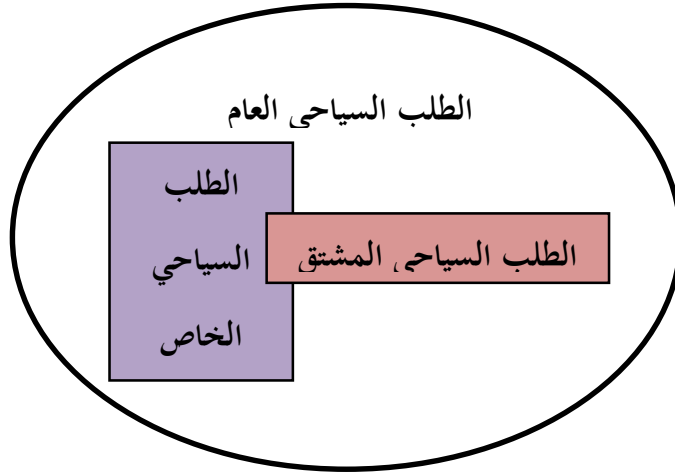 الطلب السياحي العام
الطلب
السياحي
الخاص
الطلب السياحي المشتق